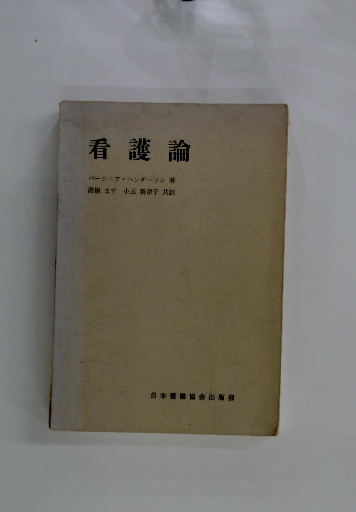 看護論
バージニア・ヘンダーソン 著
湯槇 ます 小玉 香津子 共訳
日本看護協会出版部